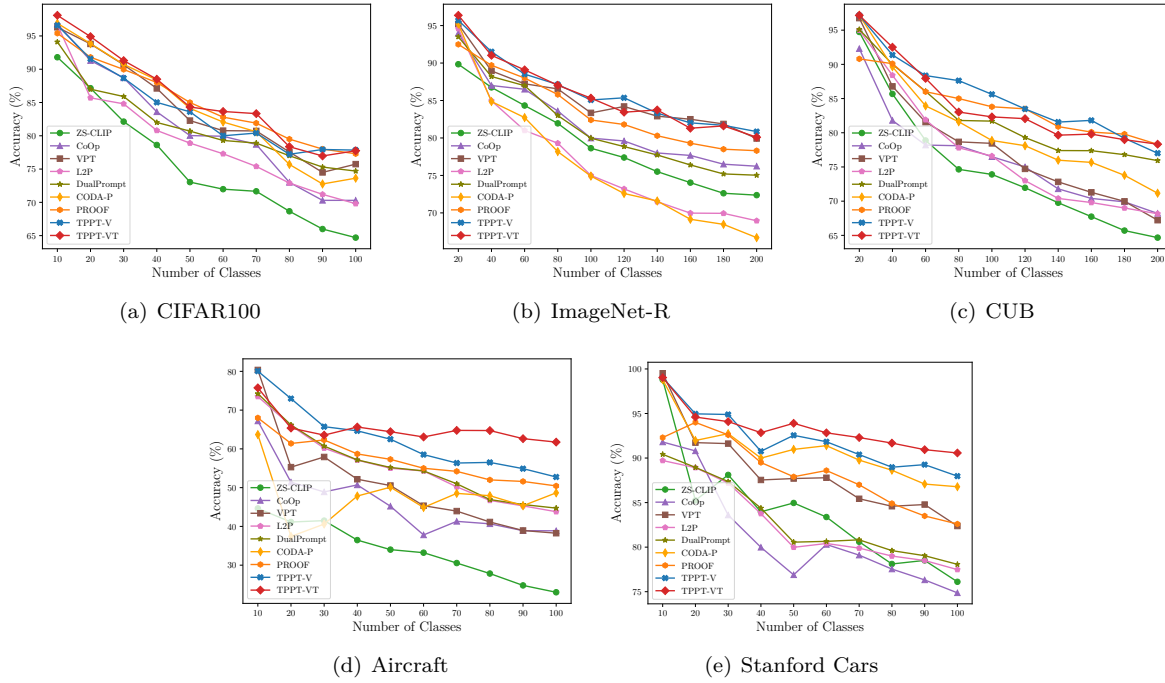 95
90
85
80
75
70
65
Accuracy (%)
ZS-CLIP
CoOp
VPT
L2P
DualPrompt
CODA-P
PROOF
TPPT-V
TPPT-VT
10 20 30 40 50 60 70 80 90 100
Number of Classes
(a) CIFAR100
95
90
85
80
75
70
Accuracy (%)
ZS-CLIP
CoOp
VPT
L2P
DualPrompt
CODA-P
PROOF
TPPT-V
TPPT-VT
20 40 60 80 100 120 140 160 180 200
Number of Classes
(b) ImageNet-R
95
90
85
80
75
70
65
Accuracy (%)
ZS-CLIP
CoOp
VPT
L2P
DualPrompt
CODA-P
PROOF
TPPT-V
TPPT-VT
20 40 60 80 100 120 140 160 180 200
Number of Classes
(c) CUB
80
70
60
50
40
30
Accuracy (%)
ZS-CLIP
CoOp
VPT
L2P
DualPrompt
CODA-P
PROOF
TPPT-V
TPPT-VT
10 20 30 40 50 60 70 80 90 100
Number of Classes
(d) Aircraft
100
95
90
85
80
75
Accuracy (%)
ZS-CLIP
CoOp
VPT
L2P
DualPrompt
CODA-P
PROOF
TPPT-V
TPPT-VT
10 20 30 40 50 60 70 80 90 100
Number of Classes
(e) Stanford Cars